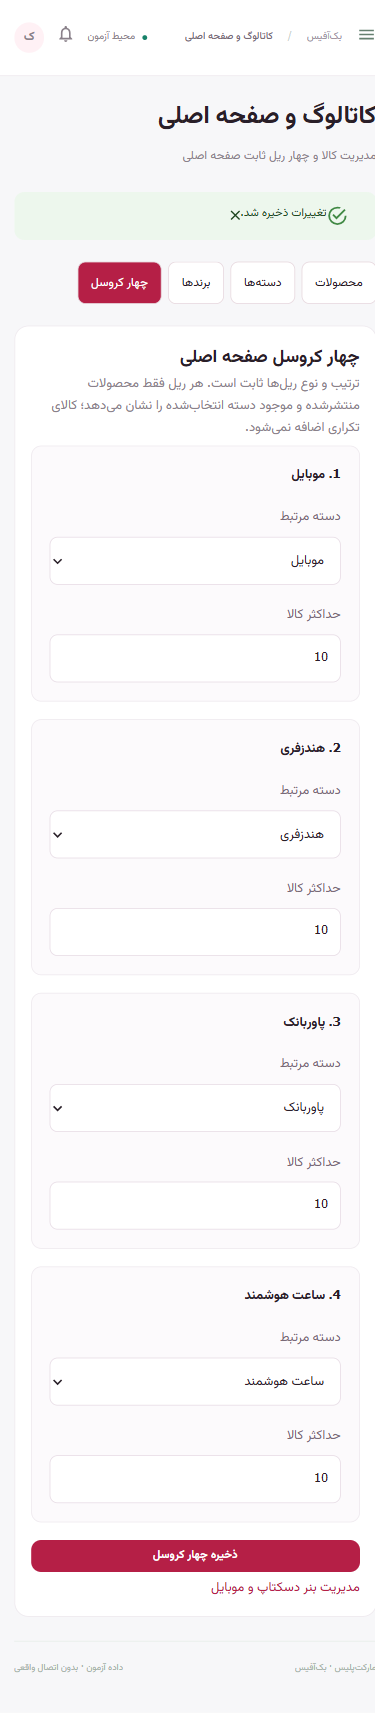 بک‌آفیس / کاتالوگ و صفحه اصلی محیط آزمون ک
کاتالوگ و صفحه اصلی
مدیریت کالا و چهار ریل ثابت صفحه اصلی
تغییرات ذخیره شد.
محصولات دسته‌ها برندها چهار کروسل
چهار کروسل صفحه اصلی
ترتیب و نوع ریل‌ها ثابت است. هر ریل فقط محصولات
منتشرشده و موجود دسته انتخاب‌شده را نشان می‌دهد؛ کالای
تکراری اضافه نمی‌شود.
1. موبایل
دسته مرتبط
موبایل
حداکثر کالا
10
2. هندزفری
دسته مرتبط
هندزفری
حداکثر کالا
10
3. پاوربانک
دسته مرتبط
پاوربانک
حداکثر کالا
10
4. ساعت هوشمند
دسته مرتبط
ساعت هوشمند
حداکثر کالا
10
ذخیره چهار کروسل
مدیریت بنر دسکتاپ و موبایل
مارکت‌پلیس · بک‌آفیس داده آزمون · بدون اتصال واقعی